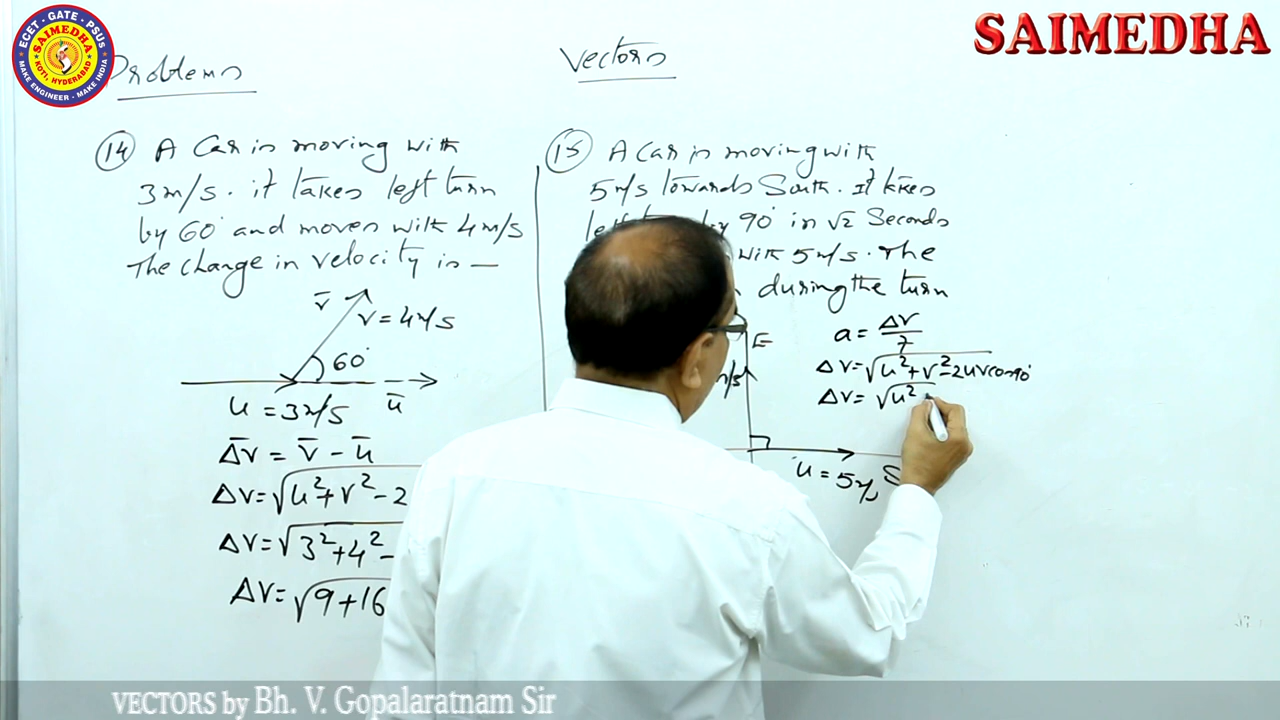 ECET - GATE - PSUS
SAIMEDHA
KOTI, HYDERABAD
MAKE ENGINEER - MAKE INDIA
SAIMEDHA
Problems
Vectors
14 A Car is moving with
3m/s. it takes left turn
by 60° and moves with 4m/s
The change in velocity is —
v̄
v = 4m/s
60°
u = 3m/s
ū
Δ̄v = v̄ - ū
Δv = √u²+v²-2
Δv = √3²+4²-
Δv = √9+16
15 A Car is moving with
5m/s towards South. It takes
90° in √2 Seconds
with 5m/s. The
during the turn
a = Δv/7
Δv = √u²+v²-2uvcos90°
Δv = √u²
E
m/s
u = 5m/s
S
VECTORS by Bh. V. Gopalaratnam Sir